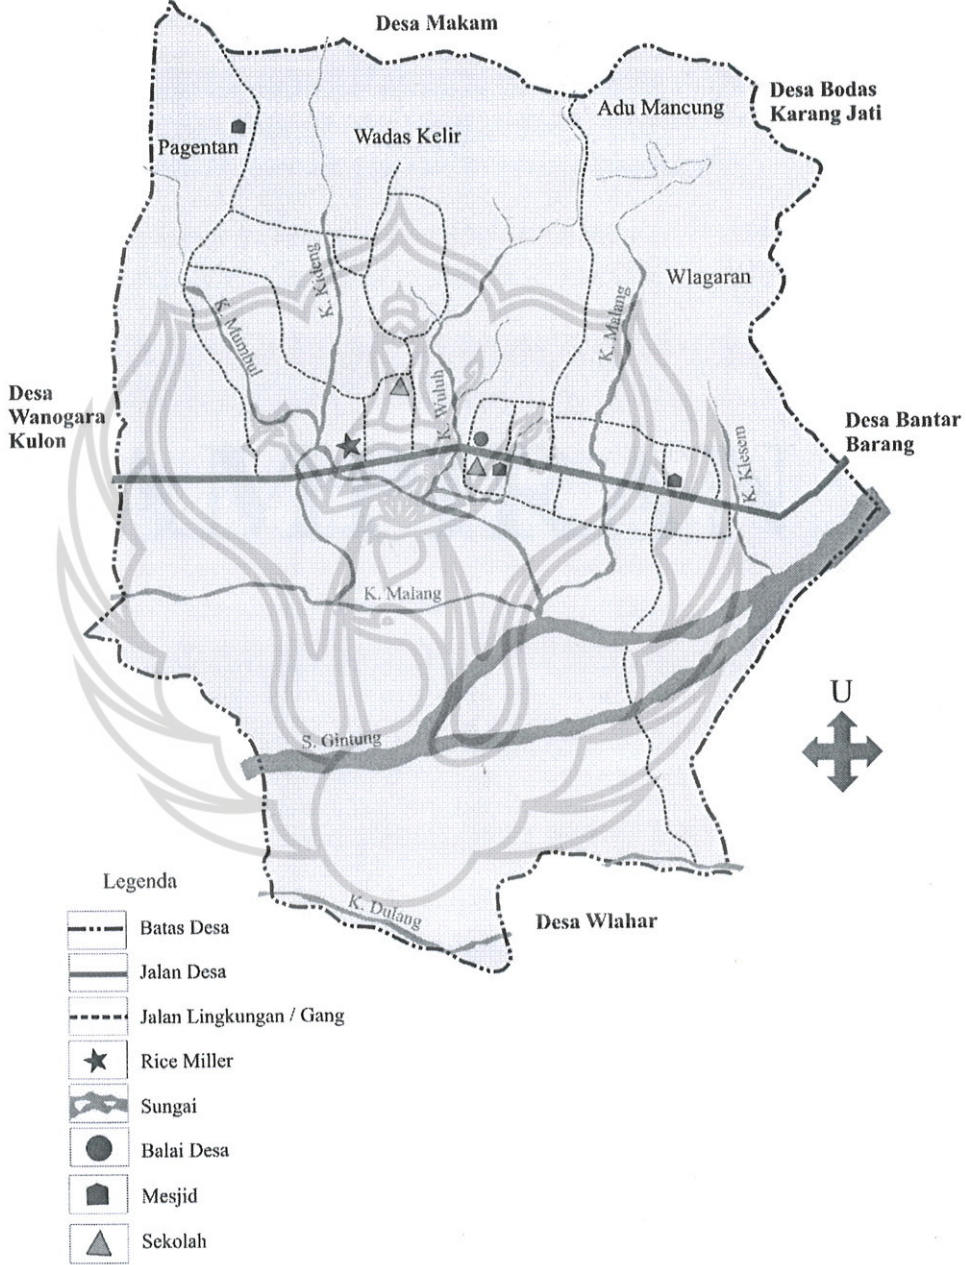 Desa Makam
Desa Bodas
Karang Jati
Adu Mancung
Wadas Kelir
Pagentan
Wlagaran
K. Kideng
K. Malang
K. Mumbul
K. Wuluh
Desa
Wanogara
Kulon
Desa Bantar
Barang
K. Klesem
K. Malang
U
S. Gintung
Legenda
K. Dulang
Desa Wlahar
Batas Desa
Jalan Desa
Jalan Lingkungan / Gang
Rice Miller
Sungai
Balai Desa
Mesjid
Sekolah